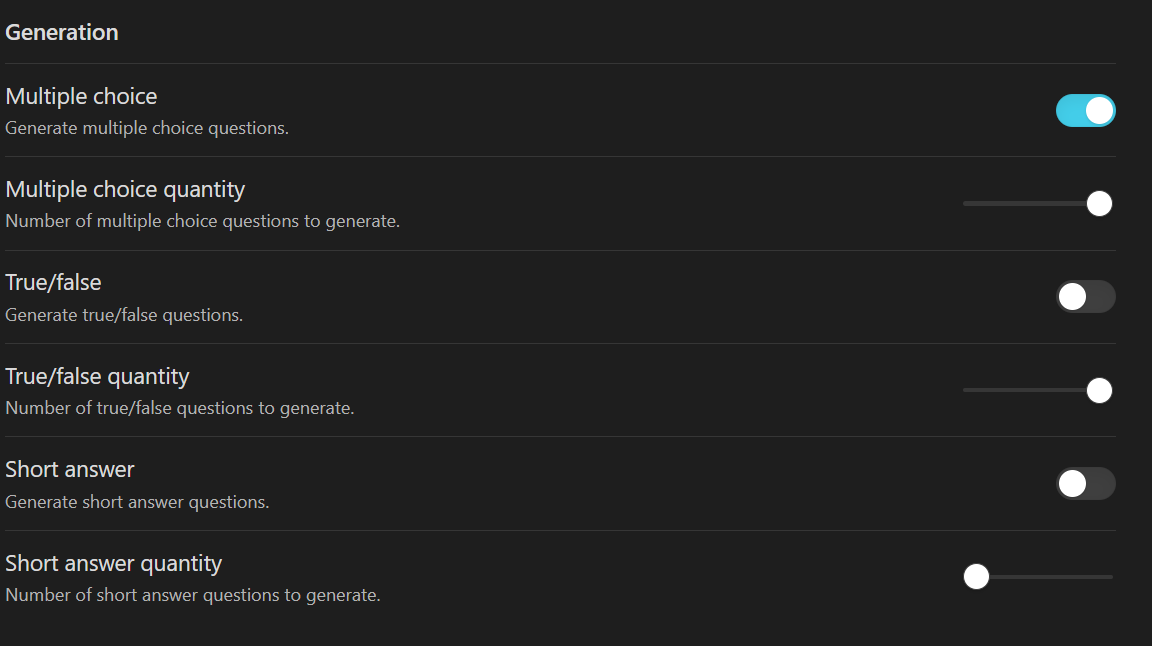 Generation
Multiple choice
Generate multiple choice questions.
Multiple choice quantity
Number of multiple choice questions to generate.
True/false
Generate true/false questions.
True/false quantity
Number of true/false questions to generate.
Short answer
Generate short answer questions.
Short answer quantity
Number of short answer questions to generate.